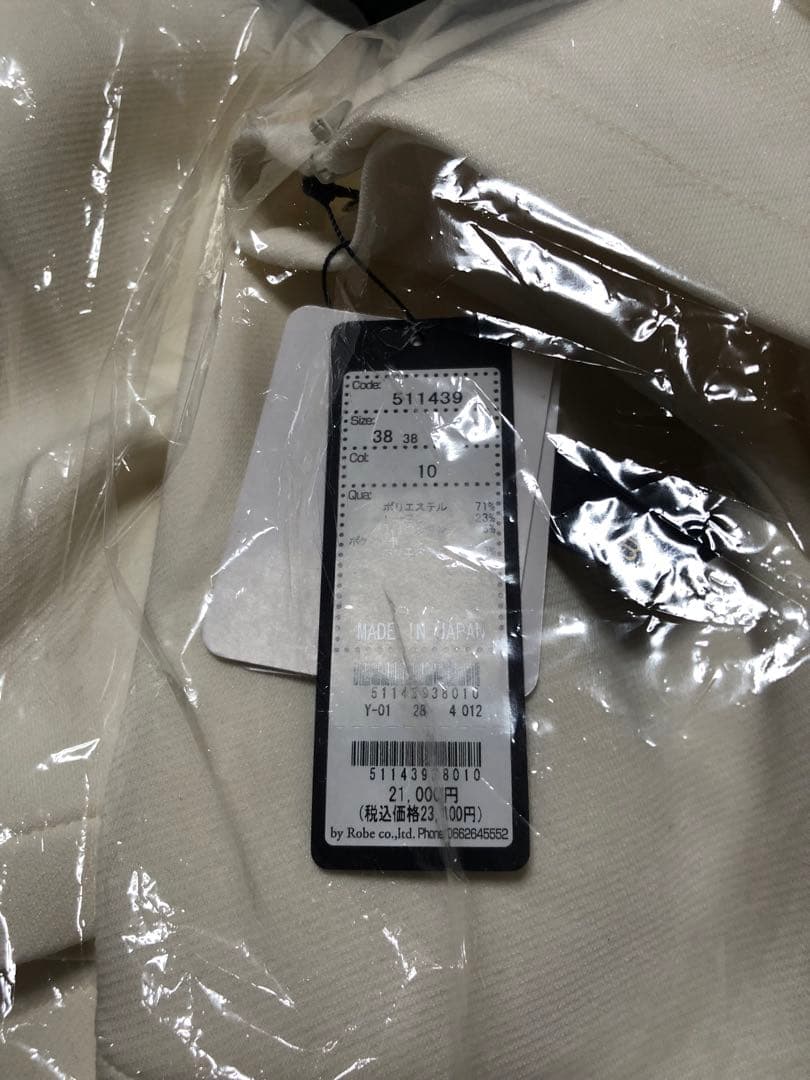 Code:
511439
Size:
38 38
Col:
10
Qua:
ポリエステル 71%
23%
MADE IN JAPAN
51143938010
Y-01 28 4 012
51143938010
21,000円
(税込価格23,100円)
by Robe co.,ltd. Phone:0662645552